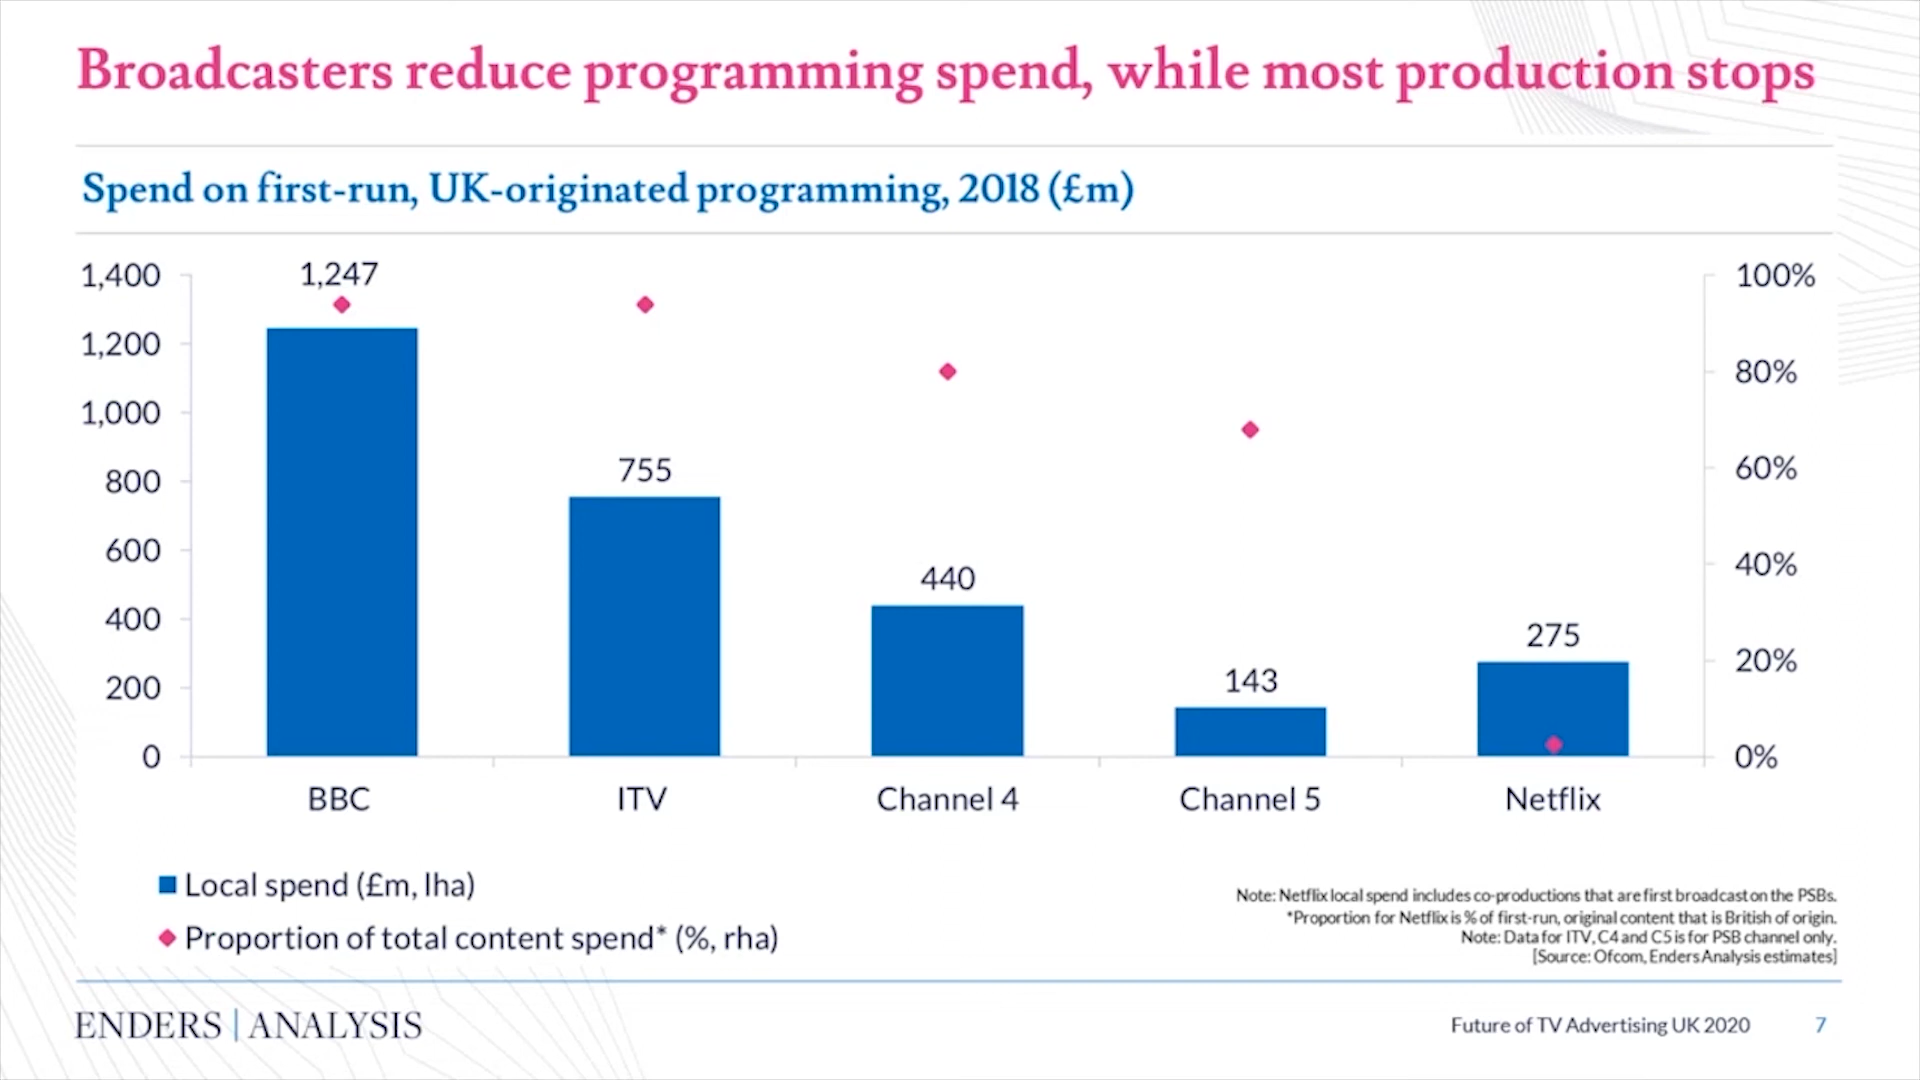 Broadcasters reduce programming spend, while most production stops
Spend on first-run, UK-originated programming, 2018 (£m)
1,400
1,200
1,000
800
600
400
200
0
1,247
755
440
143
275
100%
80%
60%
40%
20%
0%
BBC
ITV
Channel 4
Channel 5
Netflix
Local spend (£m, lha)
Proportion of total content spend* (%, rha)
Note: Netflix local spend includes co-productions that are first broadcast on the PSBs.
*Proportion for Netflix is % of first-run, original content that is British of origin.
Note: Data for ITV, C4 and C5 is for PSB channel only.
[Source: Ofcom, Enders Analysis estimates]
ENDERS | ANALYSIS
Future of TV Advertising UK 2020 7